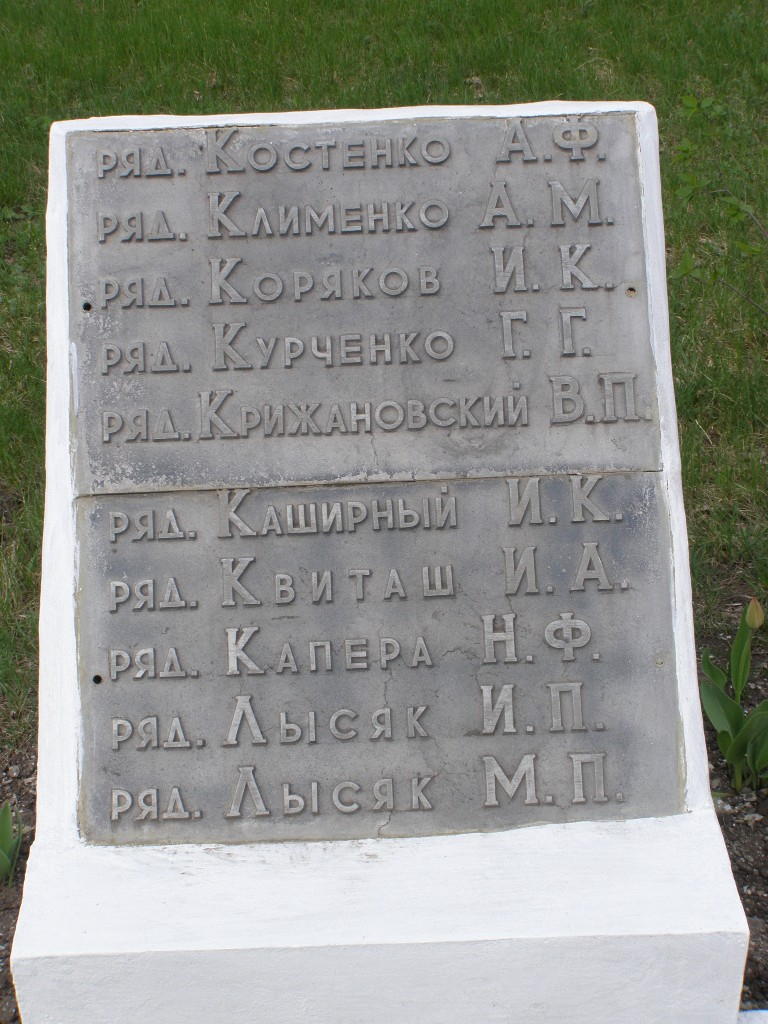 ряд. Костенко А.Ф.
ряд. Клименко А.М.
ряд. Коряков И.К.
ряд. Курченко Г.Г.
ряд. Крижановский В.П.
ряд. Каширный И.К.
ряд. Квиташ И.А.
ряд. Капера Н.Ф.
ряд. Лысяк И.П.
ряд. Лысяк М.П.